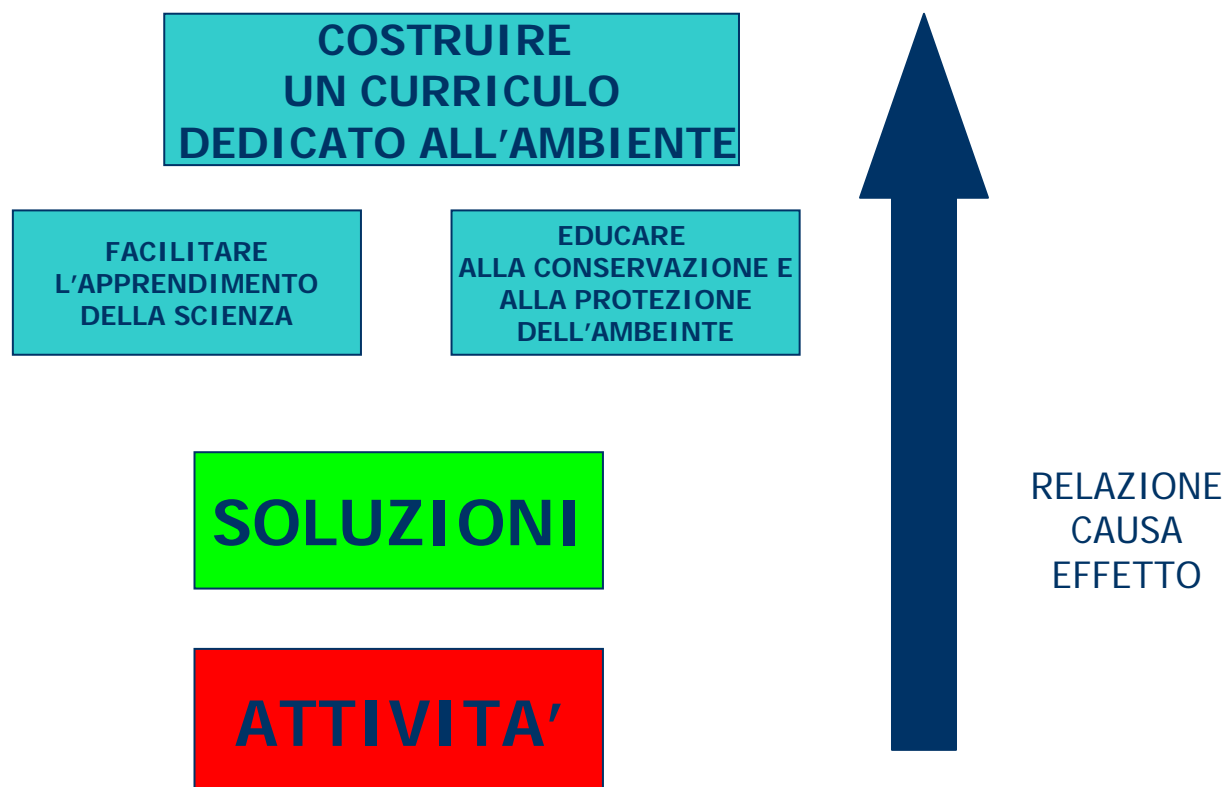 COSTRUIRE
UN CURRICULO
DEDICATO ALL'AMBIENTE
FACILITARE
L'APPRENDIMENTO
DELLA SCIENZA
EDUCARE
ALLA CONSERVAZIONE E
ALLA PROTEZIONE
DELL'AMBEINTE
SOLUZIONI
ATTIVITA'
RELAZIONE
CAUSA
EFFETTO